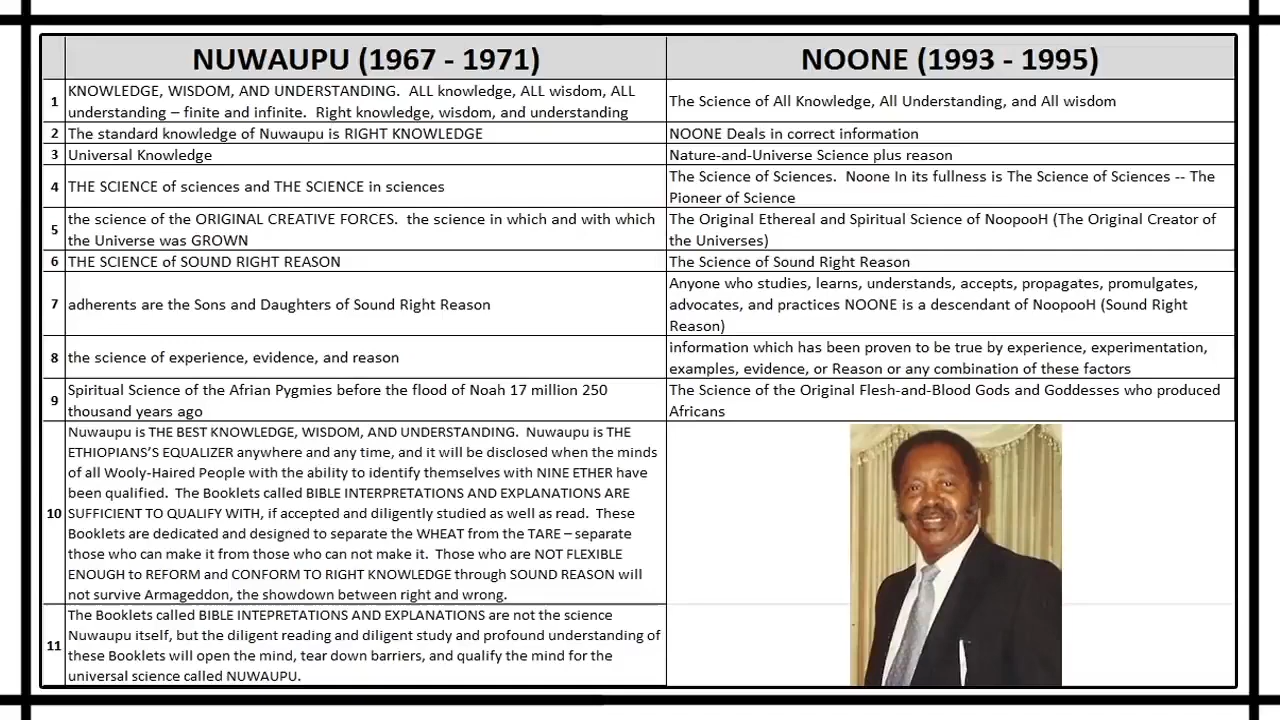 NUWAUPU (1967 - 1971)
NOONE (1993 - 1995)
1
KNOWLEDGE, WISDOM, AND UNDERSTANDING.  ALL knowledge, ALL wisdom, ALL
understanding – finite and infinite.  Right knowledge, wisdom, and understanding
The Science of All Knowledge, All Understanding, and All wisdom
2
The standard knowledge of Nuwaupu is RIGHT KNOWLEDGE
NOONE Deals in correct information
3
Universal Knowledge
Nature-and-Universe Science plus reason
4
THE SCIENCE of sciences and THE SCIENCE in sciences
The Science of Sciences.  Noone In its fullness is The Science of Sciences -- The
Pioneer of Science
5
the science of the ORIGINAL CREATIVE FORCES.  the science in which and with which
the Universe was GROWN
The Original Ethereal and Spiritual Science of NoopooH (The Original Creator of
the Universes)
6
THE SCIENCE of SOUND RIGHT REASON
The Science of Sound Right Reason
7
adherents are the Sons and Daughters of Sound Right Reason
Anyone who studies, learns, understands, accepts, propagates, promulgates,
advocates, and practices NOONE is a descendant of NoopooH (Sound Right
Reason)
8
the science of experience, evidence, and reason
information which has been proven to be true by experience, experimentation,
examples, evidence, or Reason or any combination of these factors
9
Spiritual Science of the Afrian Pygmies before the flood of Noah 17 million 250
thousand years ago
The Science of the Original Flesh-and-Blood Gods and Goddesses who produced
Africans
10
Nuwaupu is THE BEST KNOWLEDGE, WISDOM, AND UNDERSTANDING.  Nuwaupu is THE
ETHIOPIANS'S EQUALIZER anywhere and any time, and it will be disclosed when the minds
of all Wooly-Haired People with the ability to identify themselves with NINE ETHER have
been qualified.  The Booklets called BIBLE INTERPRETATIONS AND EXPLANATIONS ARE
SUFFICIENT TO QUALIFY WITH, if accepted and diligently studied as well as read.  These
Booklets are dedicated and designed to separate the WHEAT from the TARE – separate
those who can make it from those who can not make it.  Those who are NOT FLEXIBLE
ENOUGH to REFORM and CONFORM TO RIGHT KNOWLEDGE through SOUND REASON will
not survive Armageddon, the showdown between right and wrong.
11
The Booklets called BIBLE INTEPRETATIONS AND EXPLANATIONS are not the science
Nuwaupu itself, but the diligent reading and diligent study and profound understanding of
these Booklets will open the mind, tear down barriers, and qualify the mind for the
universal science called NUWAUPU.